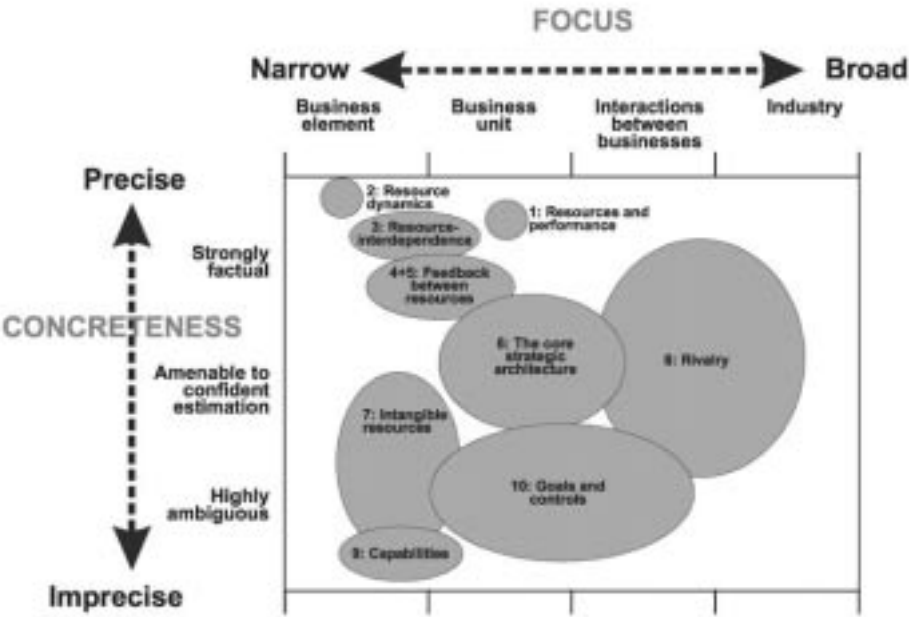 FOCUS
Narrow
Broad
Business
element
Business
unit
Interactions
between
businesses
Industry
Precise
2: Resource
dynamics
1: Resources and
performance
3: Resource-
interdependence
Strongly
factual
4+5: Feedback
between
resources
CONCRETENESS
6: The core
strategic
architecture
8: Rivalry
Amenable to
confident
estimation
7: Intangible
resources
10: Goals and
controls
Highly
ambiguous
9: Capabilities
Imprecise